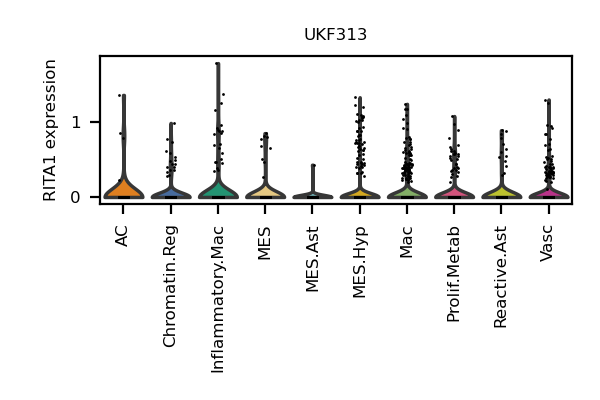 UKF313
RITA1 expression
1
0
AC
Chromatin.Reg
Inflammatory.Mac
MES
MES.Ast
MES.Hyp
Mac
Prolif.Metab
Reactive.Ast
Vasc